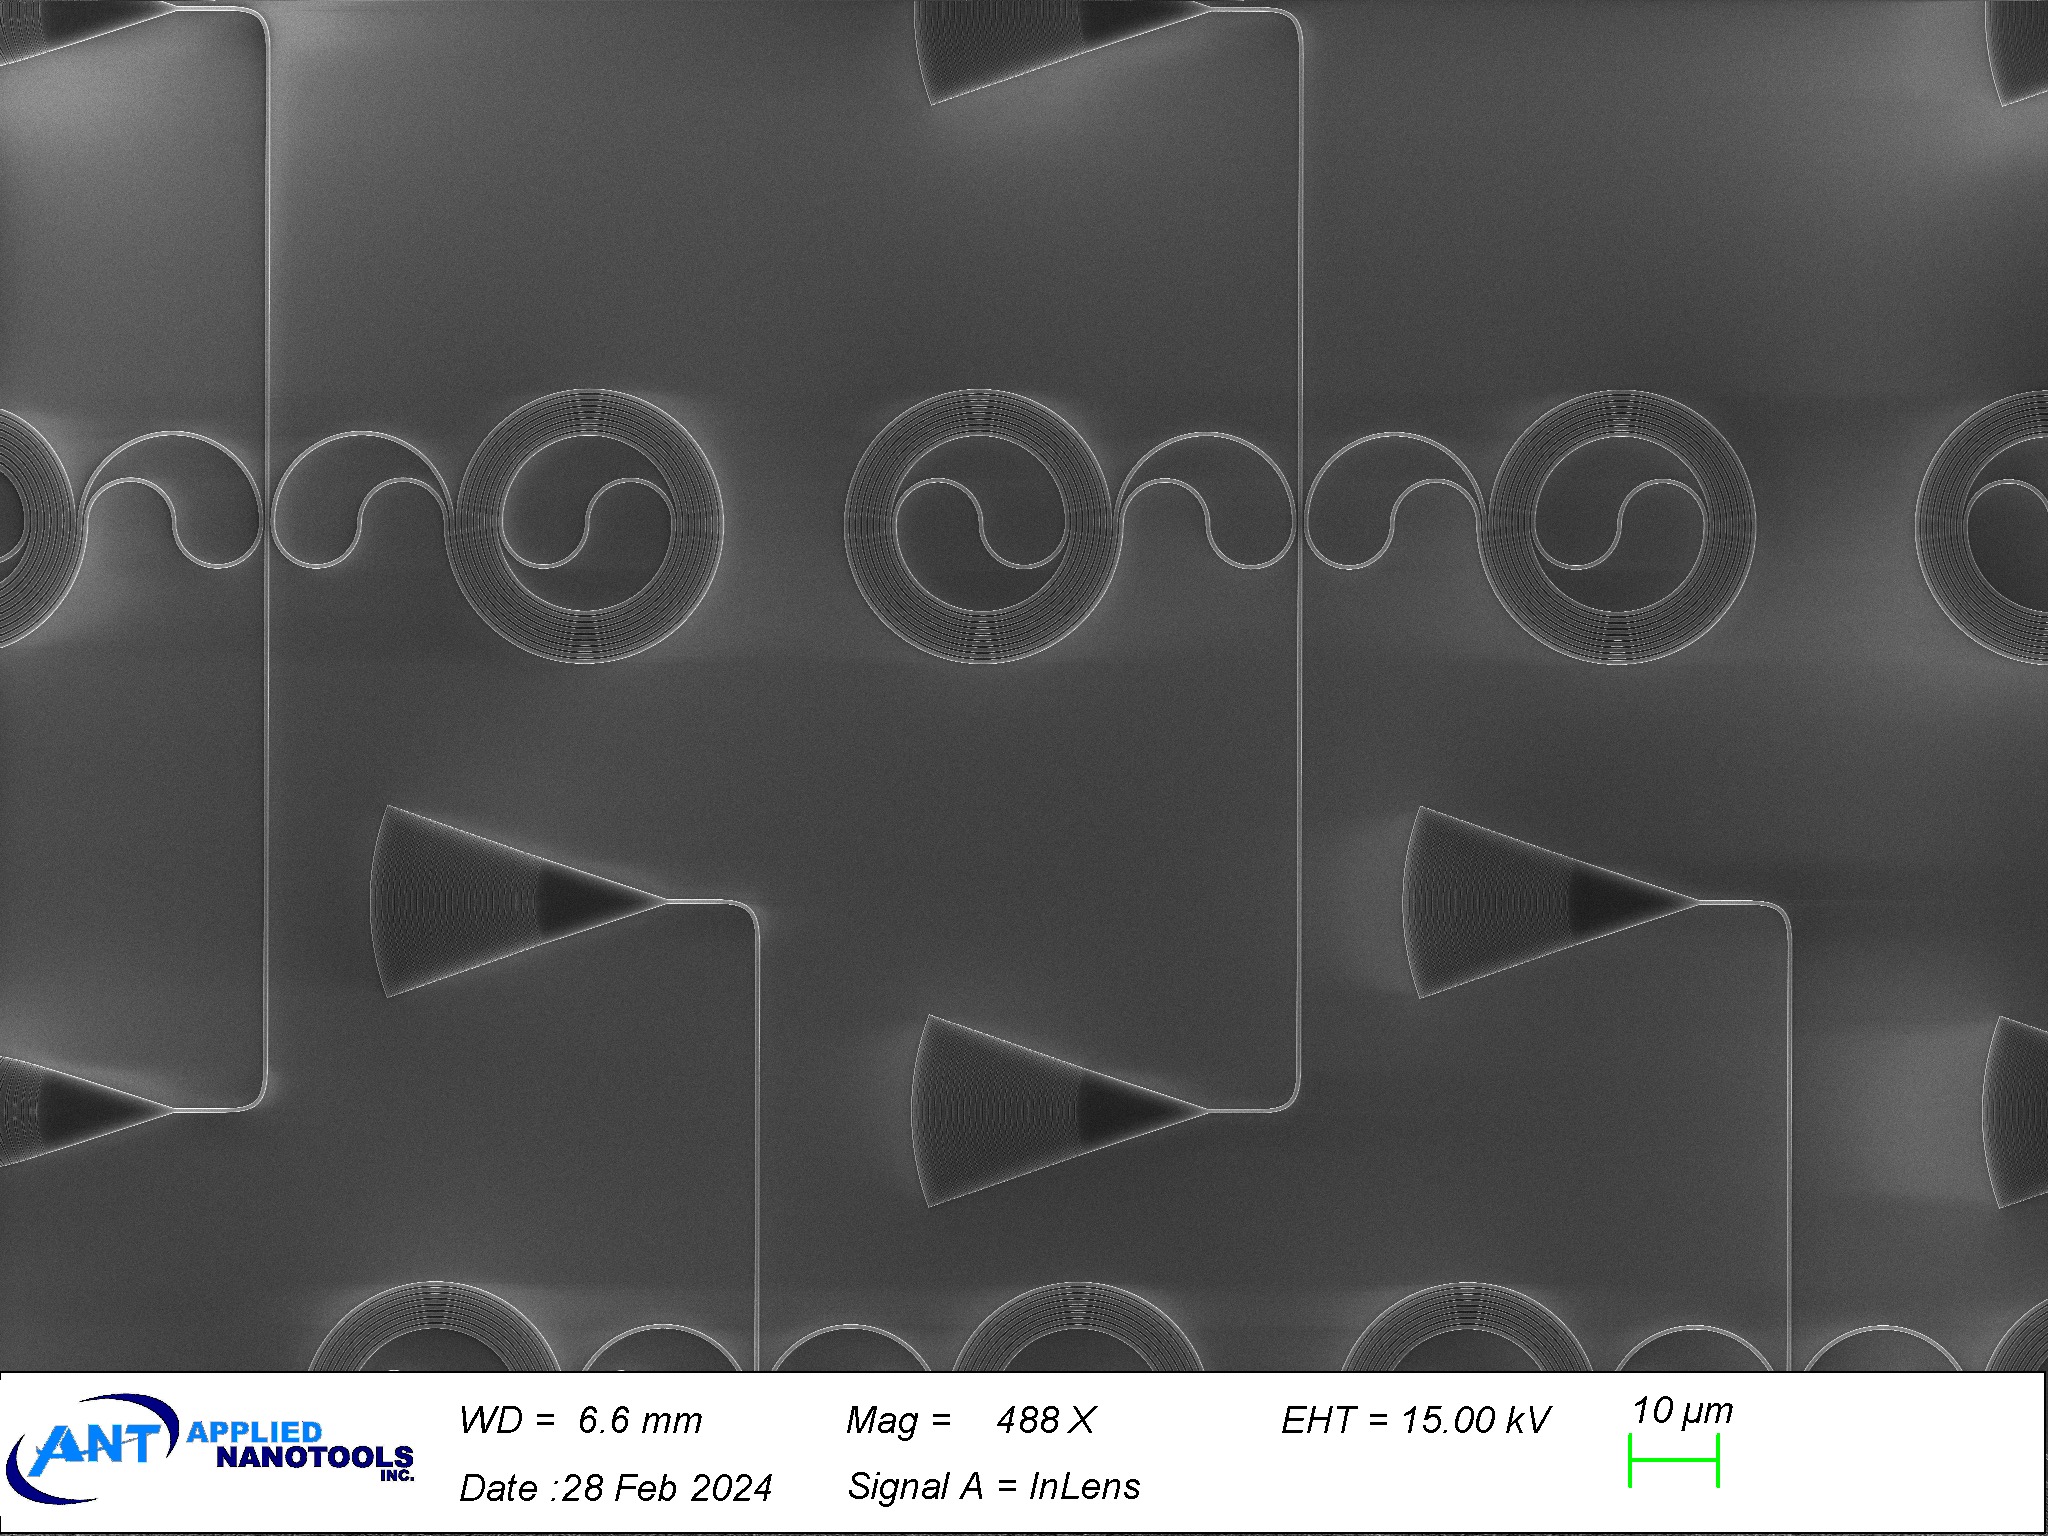 ANT APPLIED
NANOTOOLS
INC.
WD = 6.6 mm
Mag = 488 X
EHT = 15.00 kV
10 µm
Date :28 Feb 2024
Signal A = InLens